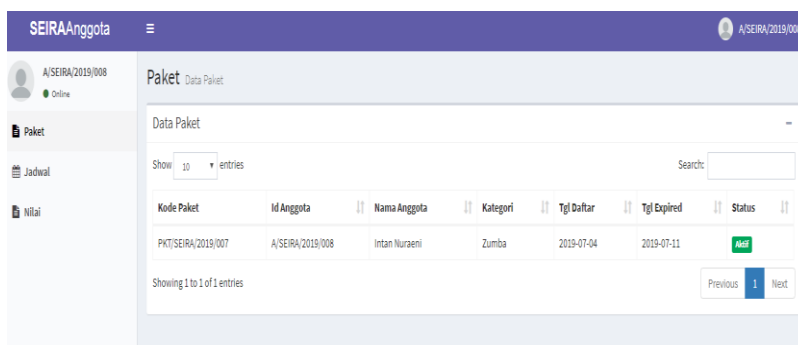 SEIRAAnggota
A/SEIRA/2019/008
A/SEIRA/2019/008
Online
Paket
Jadwal
Nilai
Paket Data Paket
Data Paket
Show 10 entries
Search:
Kode Paket Id Anggota Nama Anggota Kategori Tgl Daftar Tgl Expired Status
PKT/SEIRA/2019/007 A/SEIRA/2019/008 Intan Nuraeni Zumba 2019-07-04 2019-07-11 Aktif
Showing 1 to 1 of 1 entries
Previous 1 Next